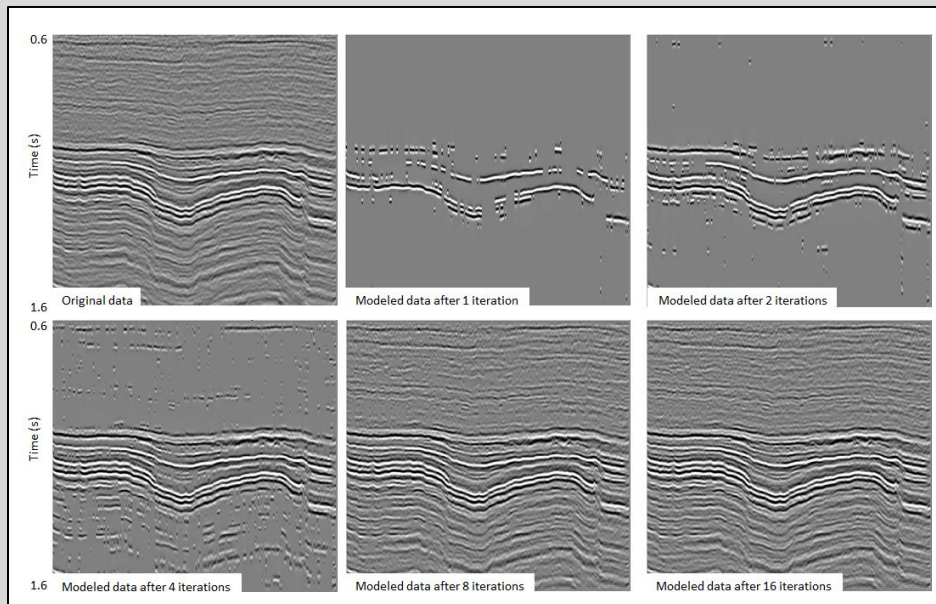 0.6
Time (s)
Original data
Modeled data after 1 iteration
Modeled data after 2 iterations
1.6
0.6
Time (s)
Modeled data after 4 iterations
Modeled data after 8 iterations
Modeled data after 16 iterations
1.6